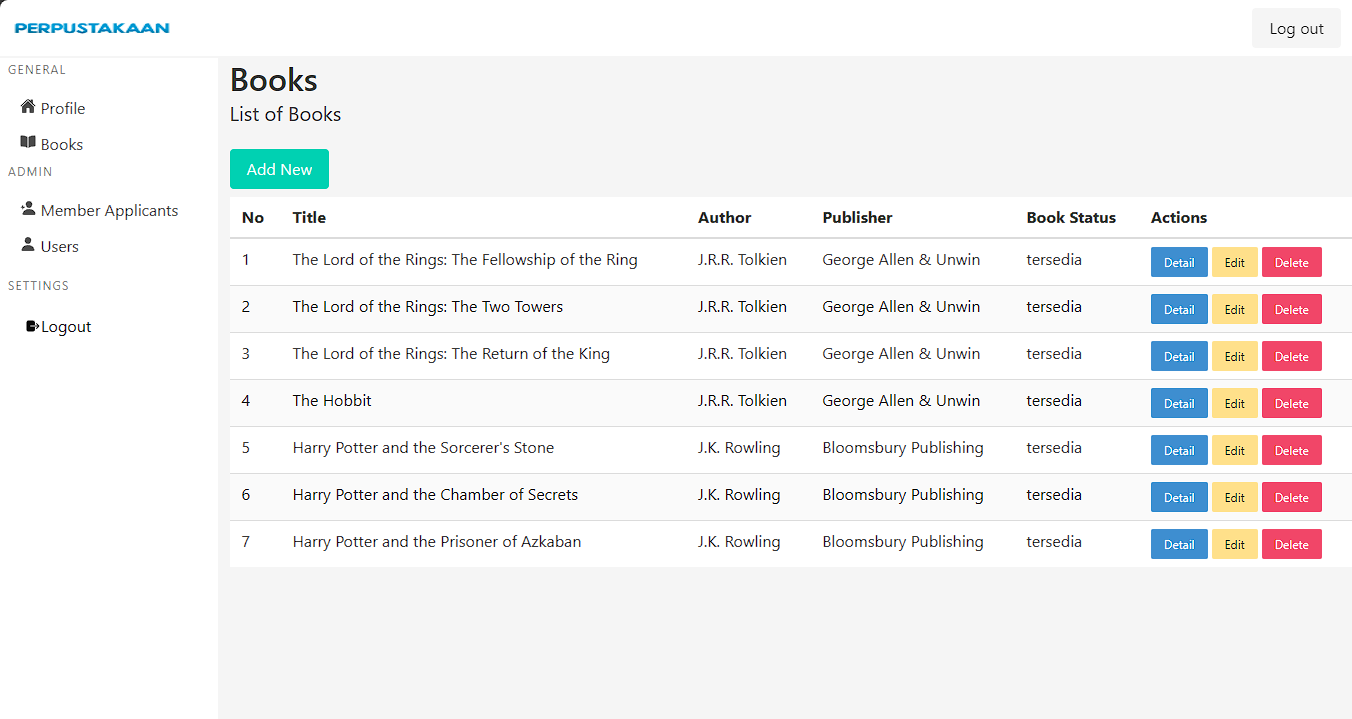 PERPUSTAKAAN
Log out
GENERAL
Profile
Books
ADMIN
Member Applicants
Users
SETTINGS
Logout
Books
List of Books
Add New
No Title Author Publisher Book Status Actions
1 The Lord of the Rings: The Fellowship of the Ring J.R.R. Tolkien George Allen & Unwin tersedia Detail Edit Delete
2 The Lord of the Rings: The Two Towers J.R.R. Tolkien George Allen & Unwin tersedia Detail Edit Delete
3 The Lord of the Rings: The Return of the King J.R.R. Tolkien George Allen & Unwin tersedia Detail Edit Delete
4 The Hobbit J.R.R. Tolkien George Allen & Unwin tersedia Detail Edit Delete
5 Harry Potter and the Sorcerer's Stone J.K. Rowling Bloomsbury Publishing tersedia Detail Edit Delete
6 Harry Potter and the Chamber of Secrets J.K. Rowling Bloomsbury Publishing tersedia Detail Edit Delete
7 Harry Potter and the Prisoner of Azkaban J.K. Rowling Bloomsbury Publishing tersedia Detail Edit Delete